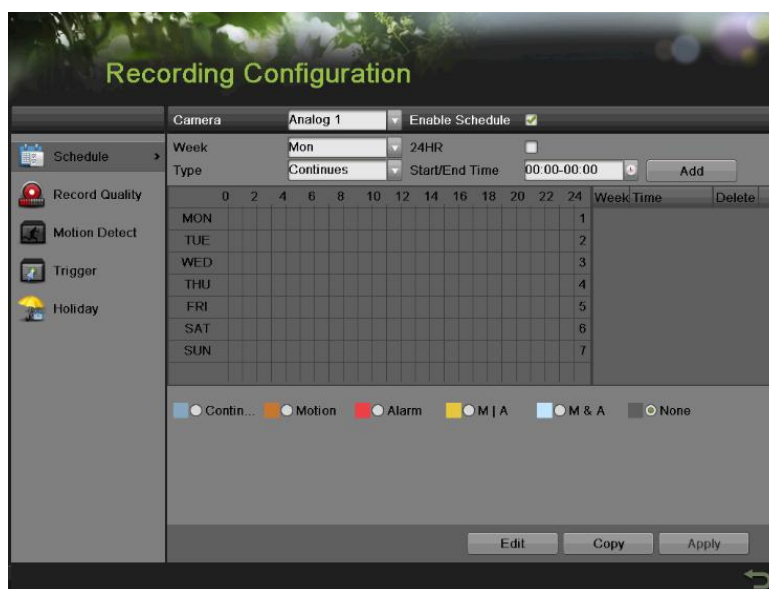 Recording Configuration
Camera Analog 1 Enable Schedule
Week Mon 24HR
Type Continues Start/End Time 00:00-00:00 Add
Schedule >
Record Quality
Motion Detect
Trigger
Holiday
0 2 4 6 8 10 12 14 16 18 20 22 24 Week Time Delete
MON 1
TUE 2
WED 3
THU 4
FRI 5
SAT 6
SUN 7
Contin... Motion Alarm M | A M & A None
Edit Copy Apply